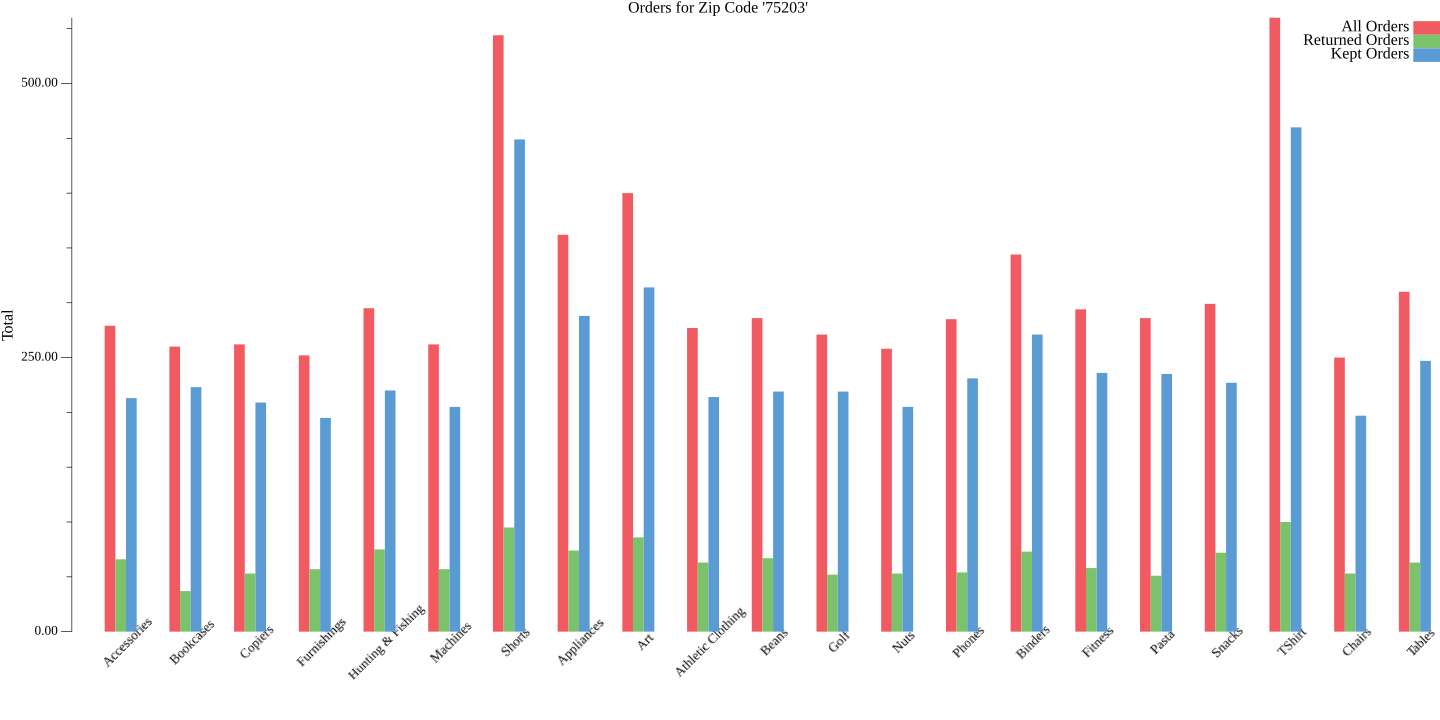 Orders for Zip Code '75203'
All Orders
Returned Orders
Kept Orders
500.00
250.00
0.00
Total
Accessories
Bookcases
Copiers
Furnishings
Hunting & Fishing
Machines
Shorts
Appliances
Art
Athletic Clothing
Beans
Golf
Nuts
Phones
Binders
Fitness
Pasta
Snacks
TShirt
Chairs
Tables